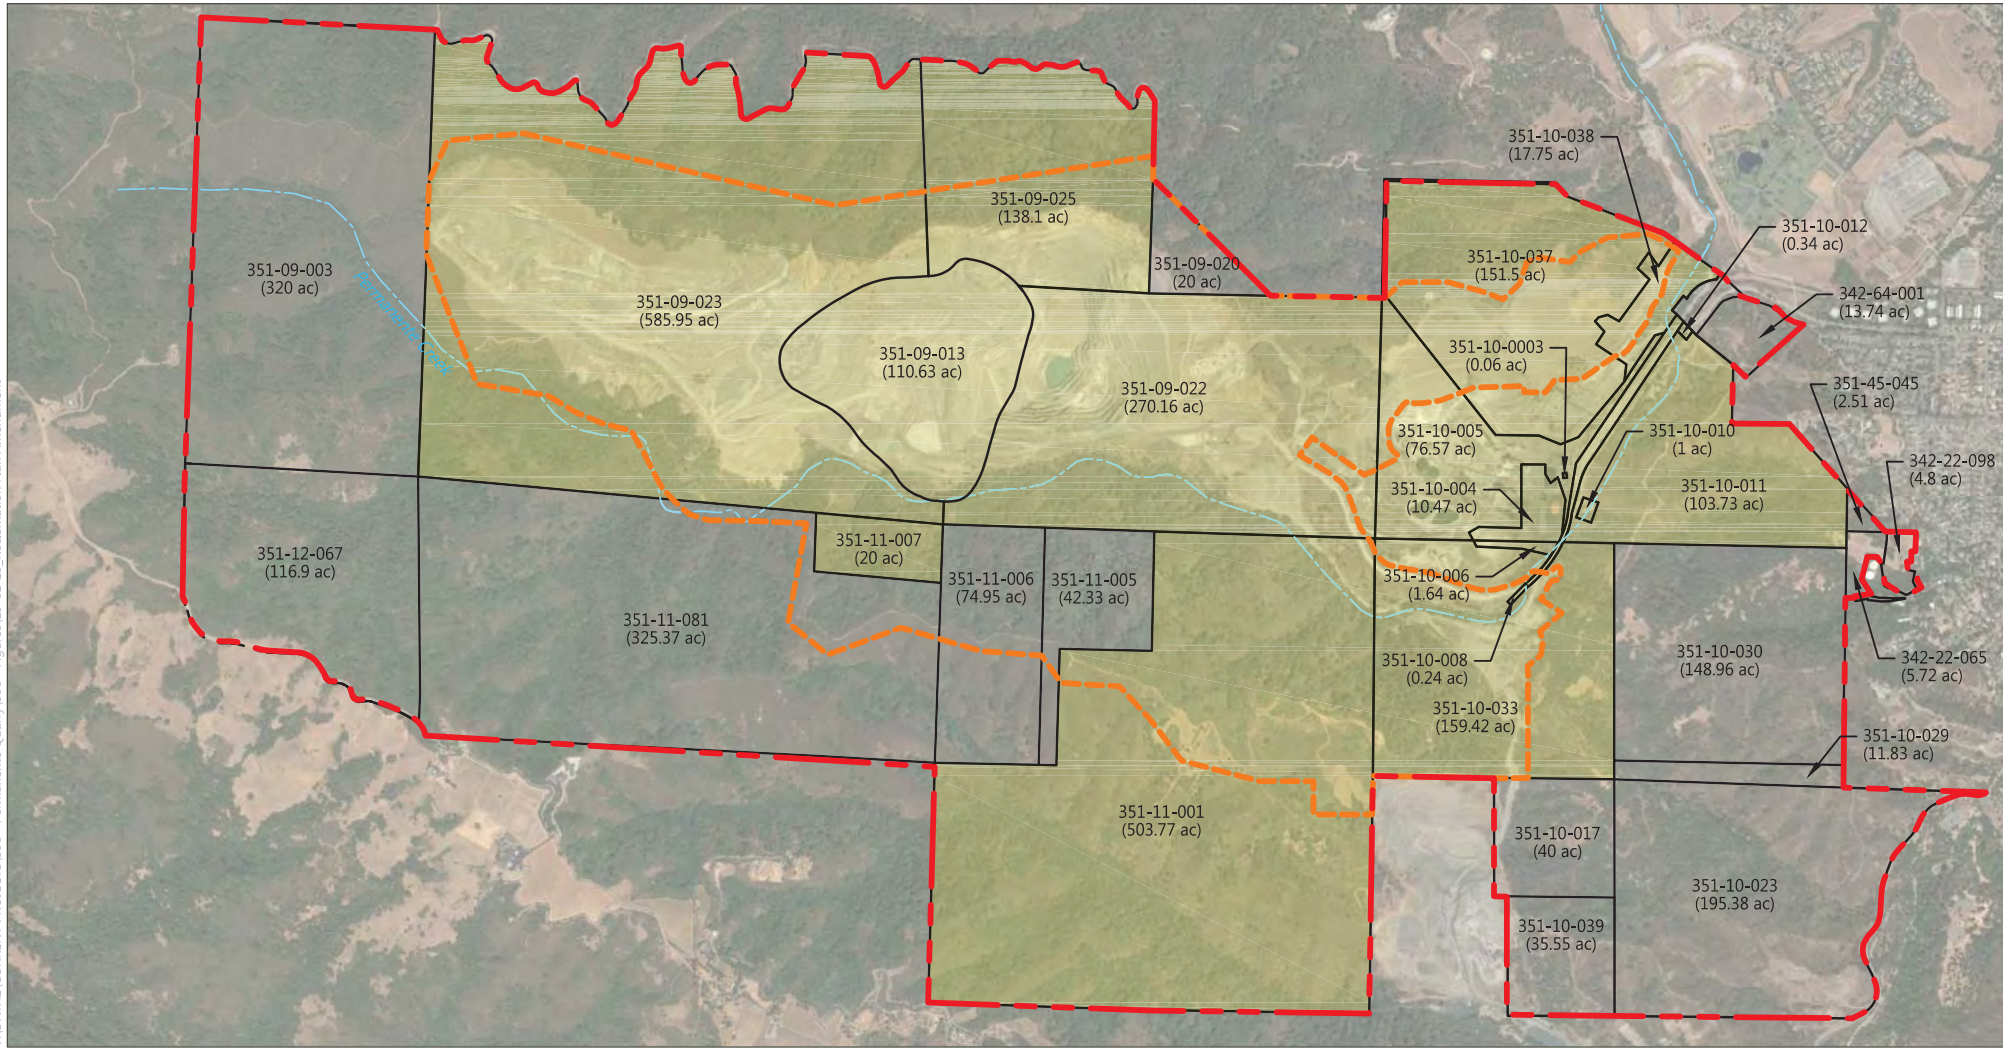 351-10-038
(17.75 ac)
351-09-025
(138.1 ac)
351-10-012
(0.34 ac)
351-09-003
(320 ac)
351-09-020
(20 ac)
351-10-037
(151.5 ac)
342-64-001
(13.74 ac)
Permanente Creek
351-09-023
(585.95 ac)
351-09-013
(110.63 ac)
351-10-0003
(0.06 ac)
351-09-022
(270.16 ac)
351-45-045
(2.51 ac)
351-10-005
(76.57 ac)
351-10-010
(1 ac)
342-22-098
(4.8 ac)
351-10-004
(10.47 ac)
351-10-011
(103.73 ac)
351-12-067
(116.9 ac)
351-11-007
(20 ac)
351-11-006
(74.95 ac)
351-11-005
(42.33 ac)
351-10-006
(1.64 ac)
351-11-081
(325.37 ac)
351-10-008
(0.24 ac)
351-10-030
(148.96 ac)
342-22-065
(5.72 ac)
351-10-033
(159.42 ac)
351-10-029
(11.83 ac)
351-11-001
(503.77 ac)
351-10-017
(40 ac)
351-10-023
(195.38 ac)
351-10-039
(35.55 ac)